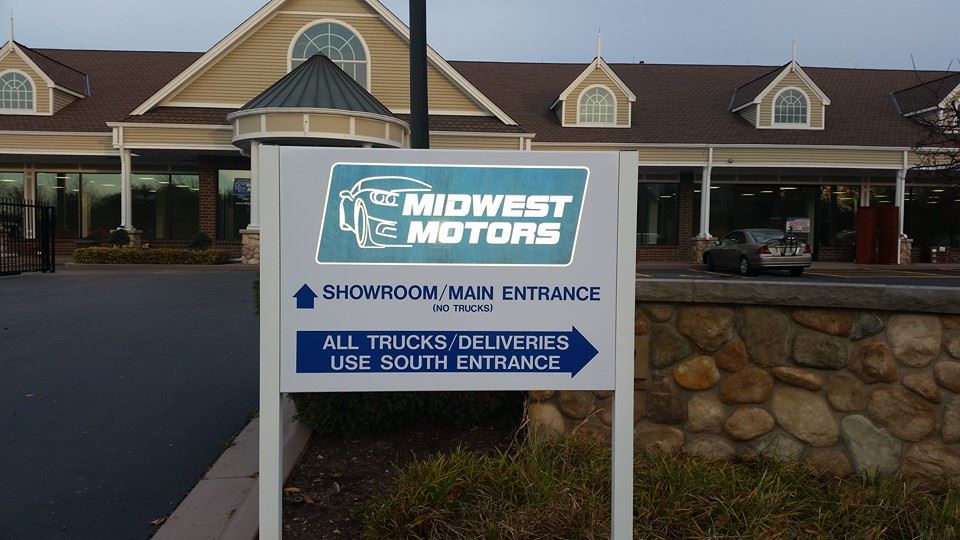 MIDWEST
MOTORS
SHOWROOM/MAIN ENTRANCE
(NO TRUCKS)
ALL TRUCKS/DELIVERIES
USE SOUTH ENTRANCE